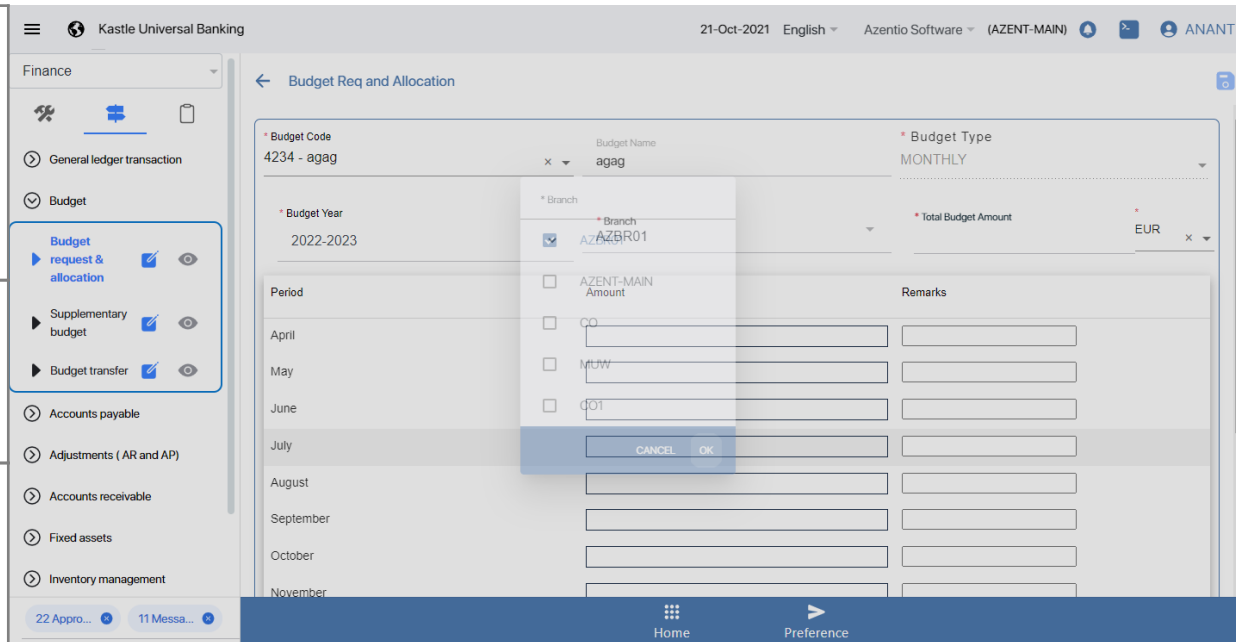 Kastle Universal Banking
21-Oct-2021 English Azentio Software (AZENT-MAIN) ANANT
Finance
Budget Req and Allocation
General ledger transaction
Budget
Budget request & allocation
Supplementary budget
Budget transfer
Accounts payable
Adjustments ( AR and AP)
Accounts receivable
Fixed assets
Inventory management
22 Appro...
11 Messa...
* Budget Code
4234 - agag
Budget Name
agag
* Budget Type
MONTHLY
* Budget Year
2022-2023
* Branch
AZBR01
* Total Budget Amount
*
EUR
Period Amount Remarks
April
May
June
July
August
September
October
November
* Branch
AZBR01
AZENT-MAIN
CO
MUW
CO1
CANCEL OK
Home Preference